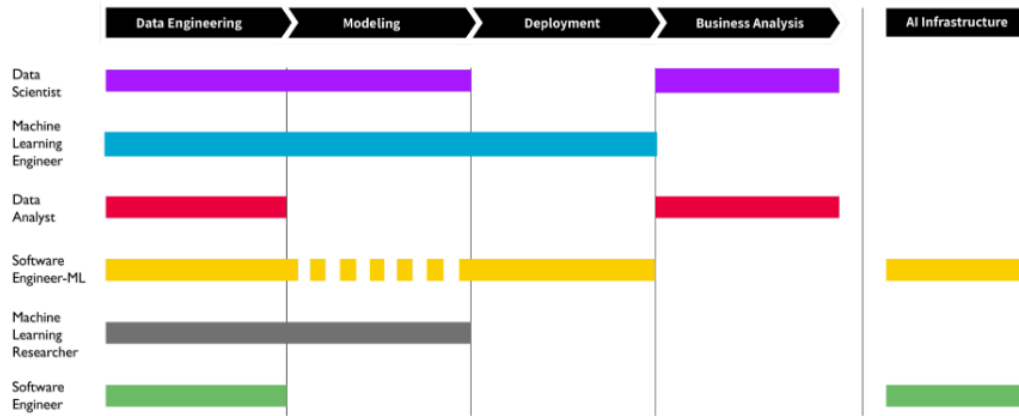 Data Engineering
Modeling
Deployment
Business Analysis
AI Infrastructure
Data
Scientist
Machine
Learning
Engineer
Data
Analyst
Software
Engineer-ML
Machine
Learning
Researcher
Software
Engineer